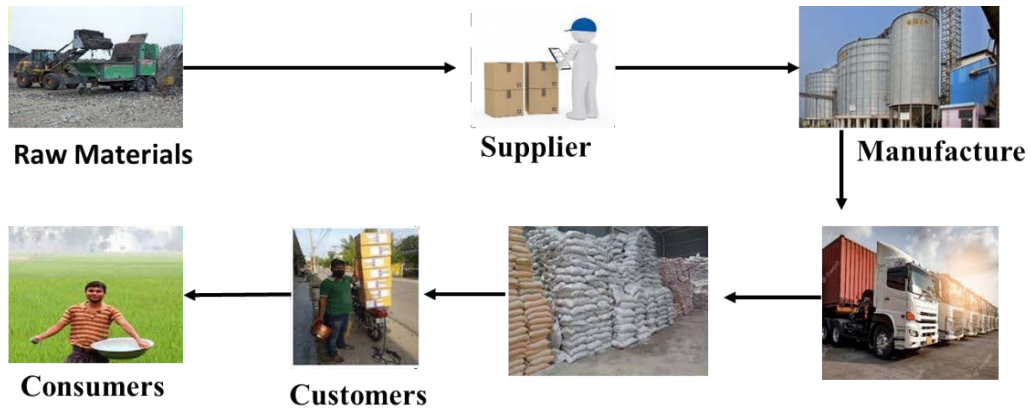 Raw Materials
Supplier
Manufacture
Consumers
Customers